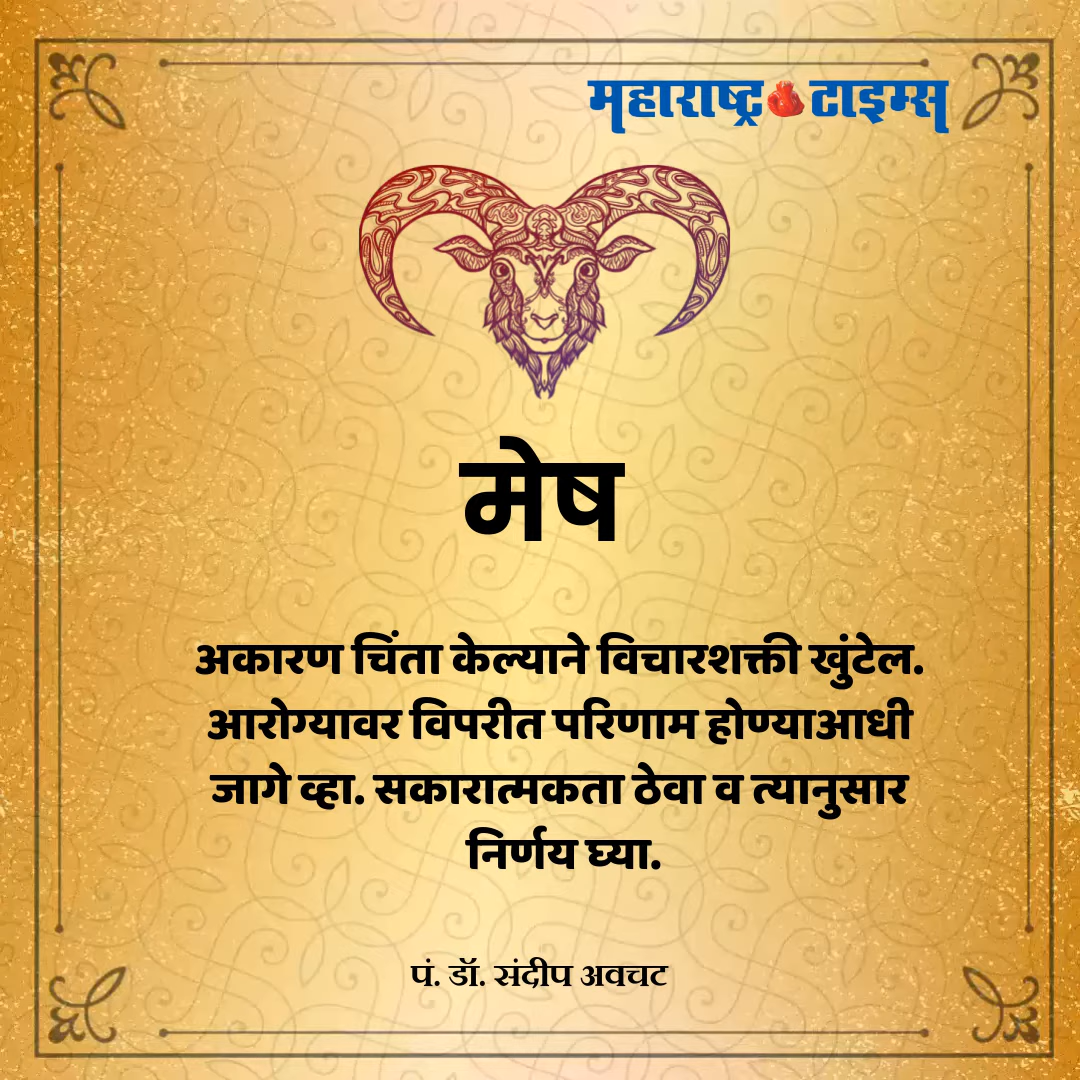 महाराष्ट्र टाइम्स
मेष
अकारण चिंता केल्याने विचारशक्ती खुंटेल.
आरोग्यावर विपरीत परिणाम होण्याआधी
जागे व्हा. सकारात्मकता ठेवा व त्यानुसार
निर्णय घ्या.
पं. डॉ. संदीप अवचट